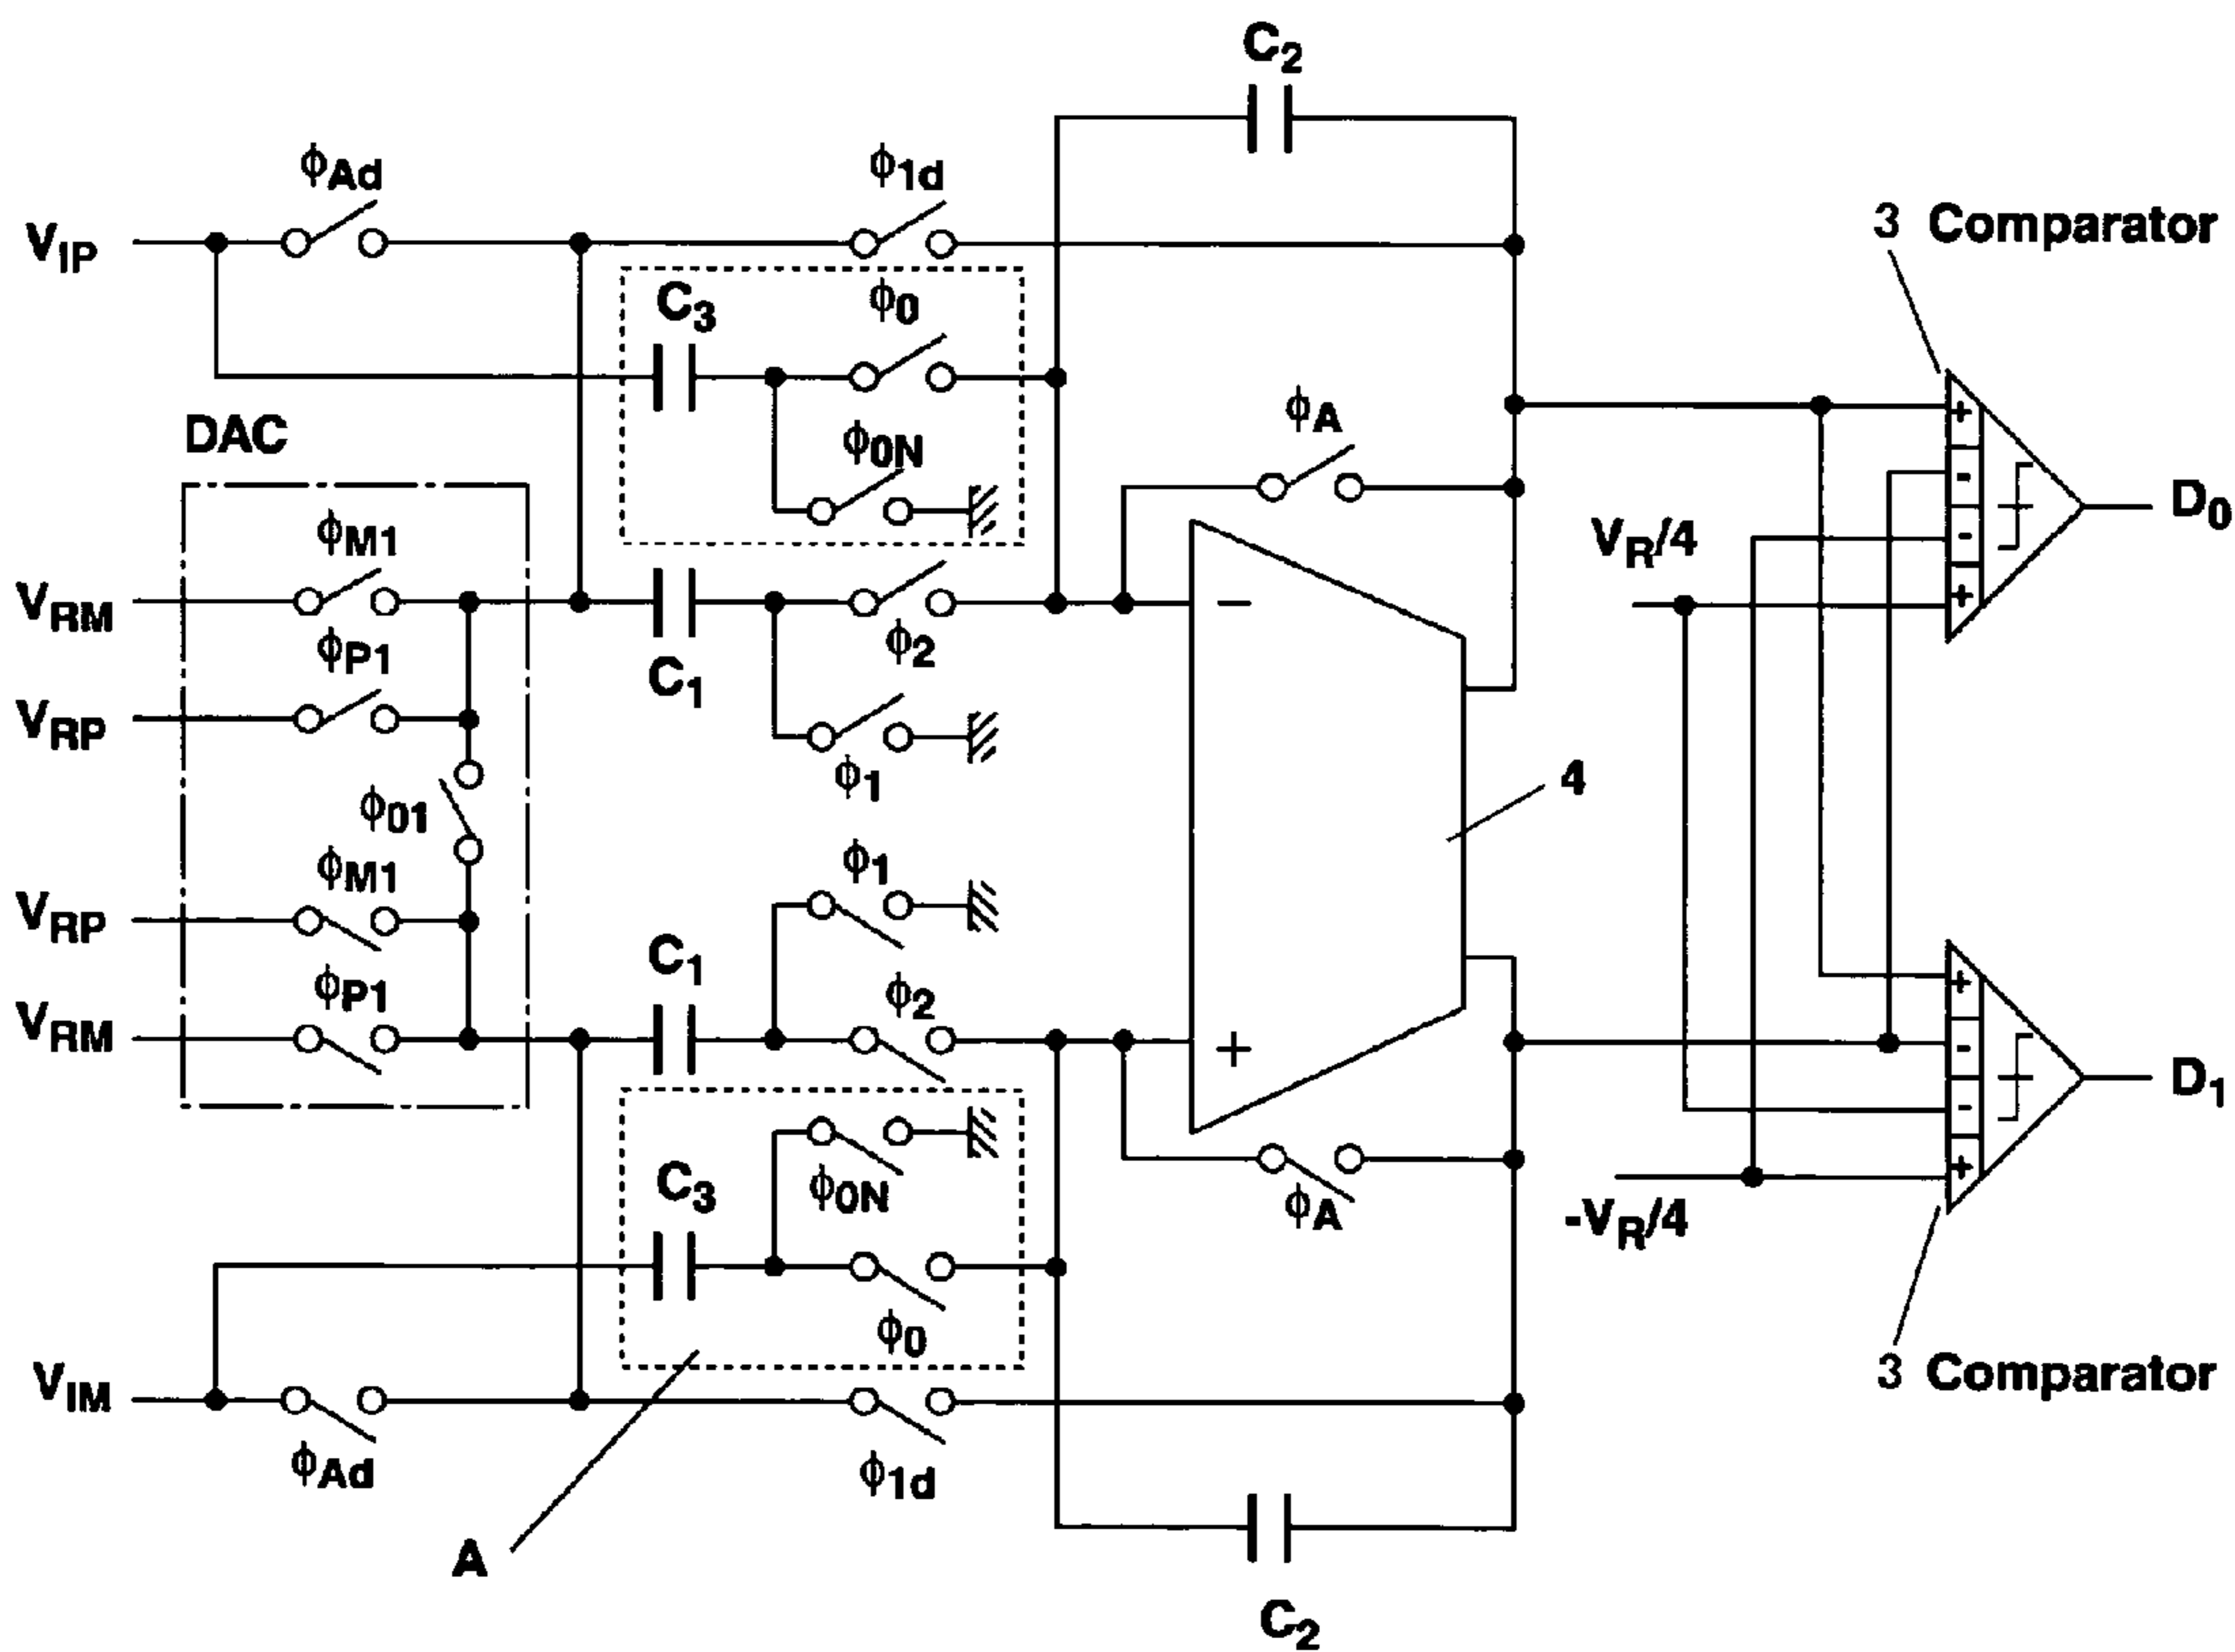 C2
ϕAd
ϕ1d
3 Comparator
VIP
C3
ϕ0
ϕA
DAC
ϕ0N
D0
ϕM1
VR/4
VRM
ϕP1
ϕ2
−
C1
VRP
ϕ1
4
ϕ01
ϕM1
ϕ1
VRP
C1
ϕP1
ϕ2
VRM
+
D1
C3
ϕ0N
ϕA
-VR/4
ϕ0
VIM
3 Comparator
ϕAd
ϕ1d
A
C2
+
-
-
+
+
-
-
+